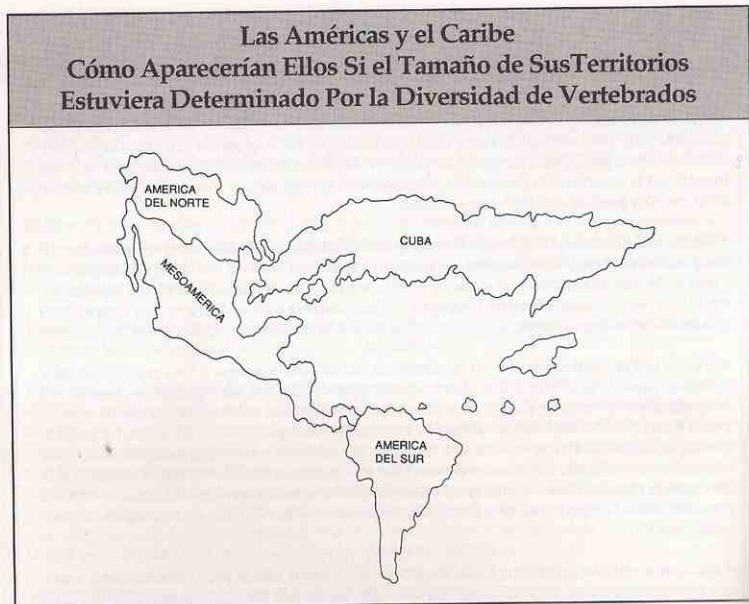 Las Américas y el Caribe
Cómo Aparecerían Ellos Si el Tamaño de SusTerritorios
Estuviera Determinado Por la Diversidad de Vertebrados
AMERICA
DEL NORTE
CUBA
MESOAMERICA
AMERICA
DEL SUR